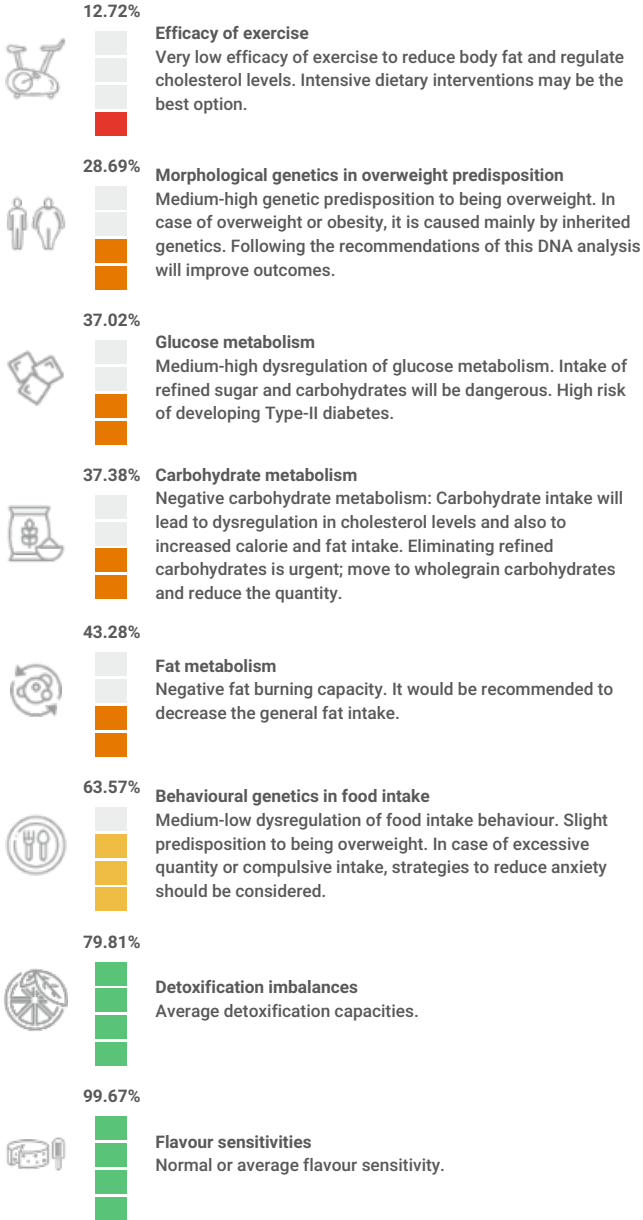 12.72%
Efficacy of exercise
Very low efficacy of exercise to reduce body fat and regulate
cholesterol levels. Intensive dietary interventions may be the
best option.
28.69%
Morphological genetics in overweight predisposition
Medium-high genetic predisposition to being overweight. In
case of overweight or obesity, it is caused mainly by inherited
genetics. Following the recommendations of this DNA analysis
will improve outcomes.
37.02%
Glucose metabolism
Medium-high dysregulation of glucose metabolism. Intake of
refined sugar and carbohydrates will be dangerous. High risk
of developing Type-II diabetes.
37.38%
Carbohydrate metabolism
Negative carbohydrate metabolism: Carbohydrate intake will
lead to dysregulation in cholesterol levels and also to
increased calorie and fat intake. Eliminating refined
carbohydrates is urgent; move to wholegrain carbohydrates
and reduce the quantity.
43.28%
Fat metabolism
Negative fat burning capacity. It would be recommended to
decrease the general fat intake.
63.57%
Behavioural genetics in food intake
Medium-low dysregulation of food intake behaviour. Slight
predisposition to being overweight. In case of excessive
quantity or compulsive intake, strategies to reduce anxiety
should be considered.
79.81%
Detoxification imbalances
Average detoxification capacities.
99.67%
Flavour sensitivities
Normal or average flavour sensitivity.